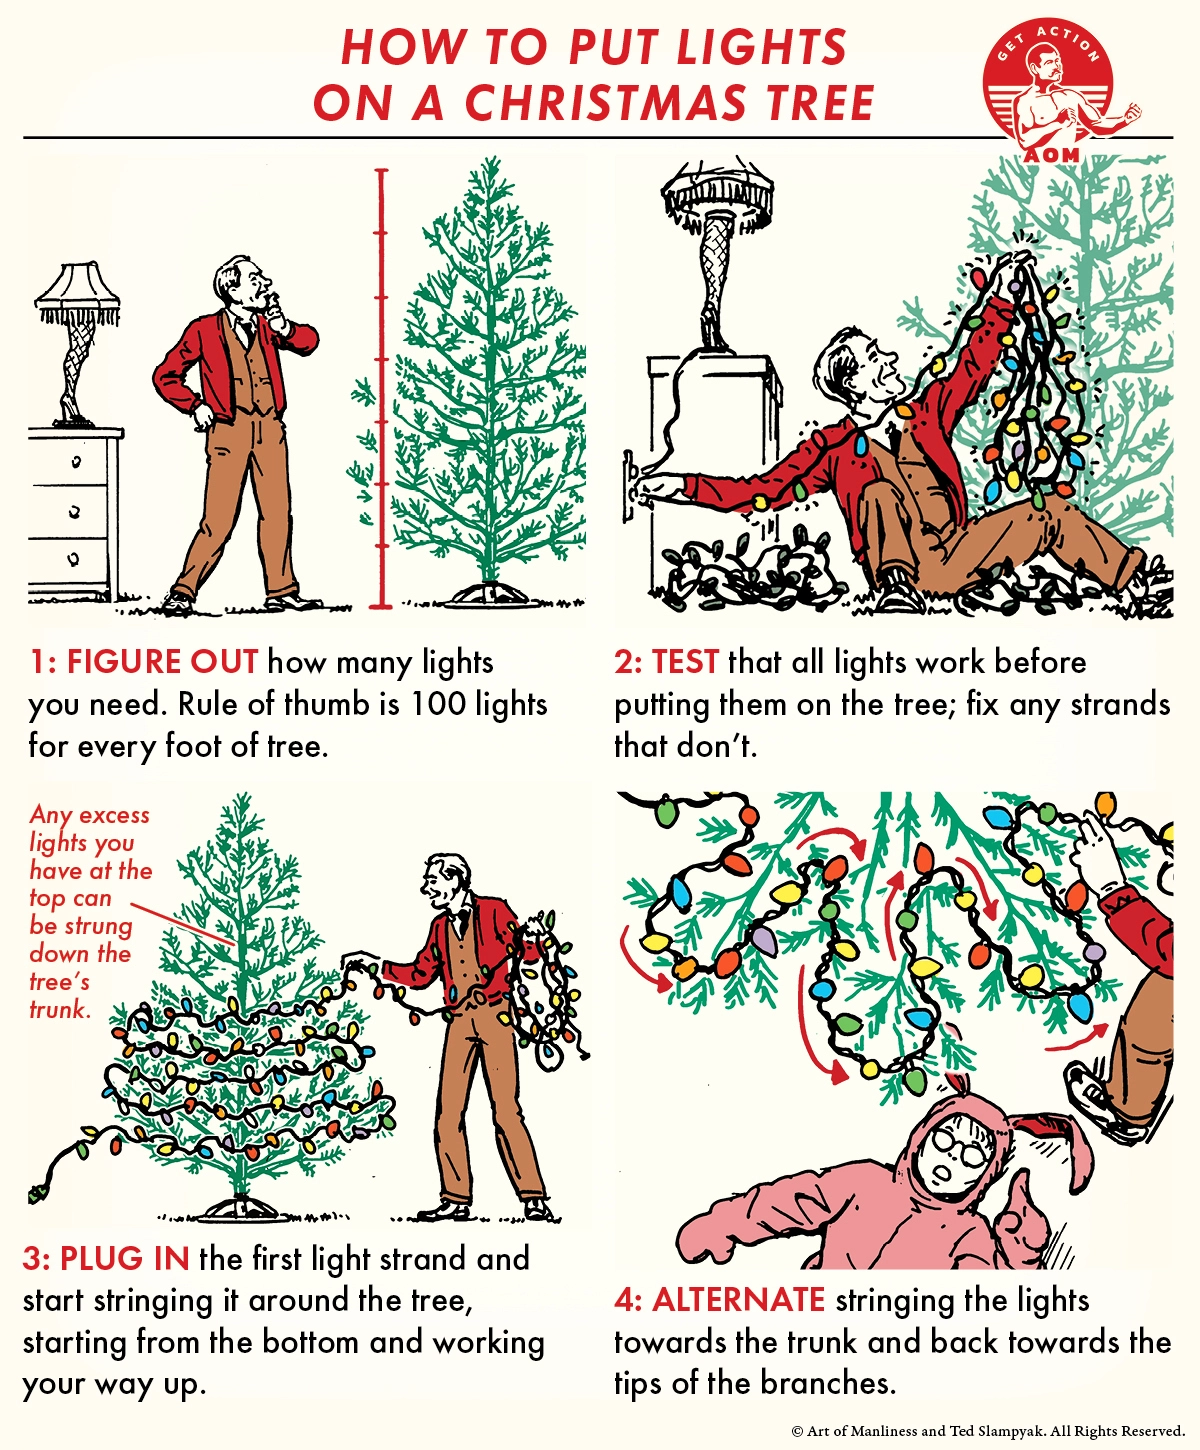 HOW TO PUT LIGHTS
ON A CHRISTMAS TREE
GET ACTION
AOM
1: FIGURE OUT how many lights
you need. Rule of thumb is 100 lights
for every foot of tree.
2: TEST that all lights work before
putting them on the tree; fix any strands
that don't.
Any excess
lights you
have at the
top can
be strung
down the
tree's
trunk.
3: PLUG IN the first light strand and
start stringing it around the tree,
starting from the bottom and working
your way up.
4: ALTERNATE stringing the lights
towards the trunk and back towards the
tips of the branches.
© Art of Manliness and Ted Slampyak. All Rights Reserved.